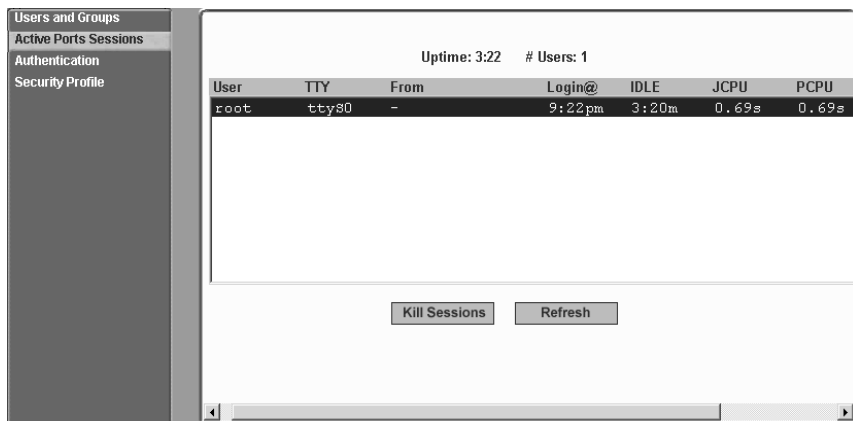 Users and Groups
Active Ports Sessions
Authentication
Security Profile
Uptime: 3:22 # Users: 1
User TTY From Login@ IDLE JCPU PCPU
root ttyS0 - 9:22pm 3:20m 0.69s 0.69s
Kill Sessions Refresh